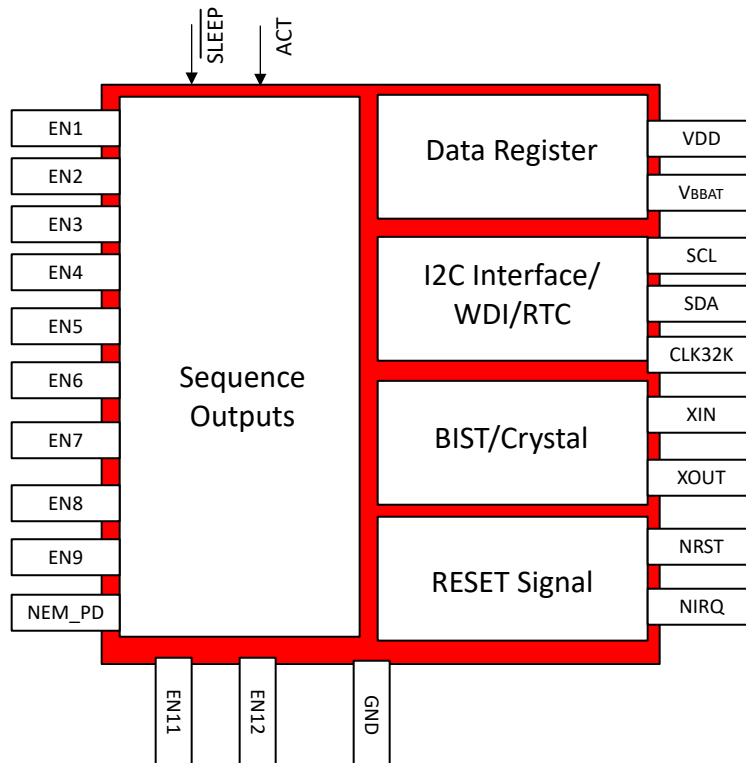 SLEEP
ACT
EN1
EN2
EN3
EN4
EN5
EN6
EN7
EN8
EN9
NEM_PD
Sequence
Outputs
Data Register
I2C Interface/
WDI/RTC
BIST/Crystal
RESET Signal
VDD
VBBAT
SCL
SDA
CLK32K
XIN
XOUT
NRST
NIRQ
EN11
EN12
GND